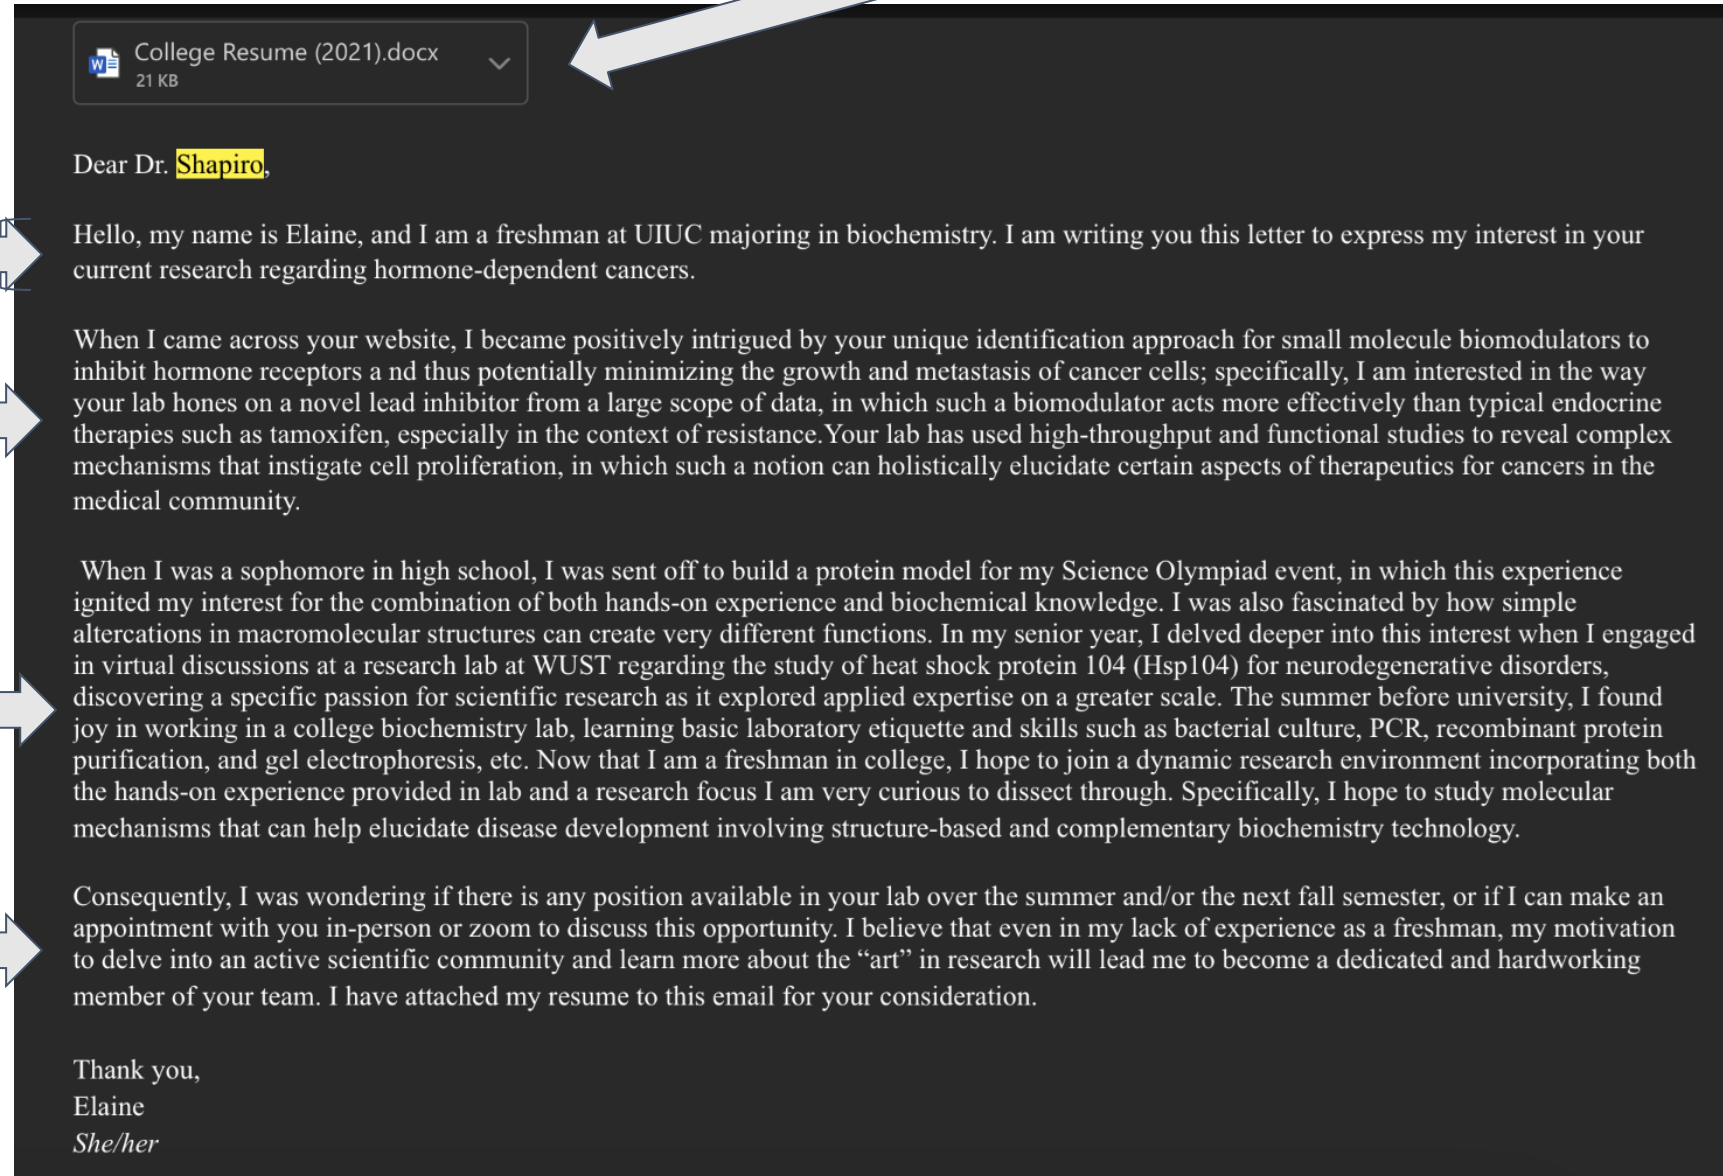 College Resume (2021).docx
21 KB
Dear Dr. Shapiro,
Hello, my name is Elaine, and I am a freshman at UIUC majoring in biochemistry. I am writing you this letter to express my interest in your
current research regarding hormone-dependent cancers.
When I came across your website, I became positively intrigued by your unique identification approach for small molecule biomodulators to
inhibit hormone receptors a nd thus potentially minimizing the growth and metastasis of cancer cells; specifically, I am interested in the way
your lab hones on a novel lead inhibitor from a large scope of data, in which such a biomodulator acts more effectively than typical endocrine
therapies such as tamoxifen, especially in the context of resistance.Your lab has used high-throughput and functional studies to reveal complex
mechanisms that instigate cell proliferation, in which such a notion can holistically elucidate certain aspects of therapeutics for cancers in the
medical community.
When I was a sophomore in high school, I was sent off to build a protein model for my Science Olympiad event, in which this experience
ignited my interest for the combination of both hands-on experience and biochemical knowledge. I was also fascinated by how simple
altercations in macromolecular structures can create very different functions. In my senior year, I delved deeper into this interest when I engaged
in virtual discussions at a research lab at WUST regarding the study of heat shock protein 104 (Hsp104) for neurodegenerative disorders,
discovering a specific passion for scientific research as it explored applied expertise on a greater scale. The summer before university, I found
joy in working in a college biochemistry lab, learning basic laboratory etiquette and skills such as bacterial culture, PCR, recombinant protein
purification, and gel electrophoresis, etc. Now that I am a freshman in college, I hope to join a dynamic research environment incorporating both
the hands-on experience provided in lab and a research focus I am very curious to dissect through. Specifically, I hope to study molecular
mechanisms that can help elucidate disease development involving structure-based and complementary biochemistry technology.
Consequently, I was wondering if there is any position available in your lab over the summer and/or the next fall semester, or if I can make an
appointment with you in-person or zoom to discuss this opportunity. I believe that even in my lack of experience as a freshman, my motivation
to delve into an active scientific community and learn more about the “art” in research will lead me to become a dedicated and hardworking
member of your team. I have attached my resume to this email for your consideration.
Thank you,
Elaine
She/her